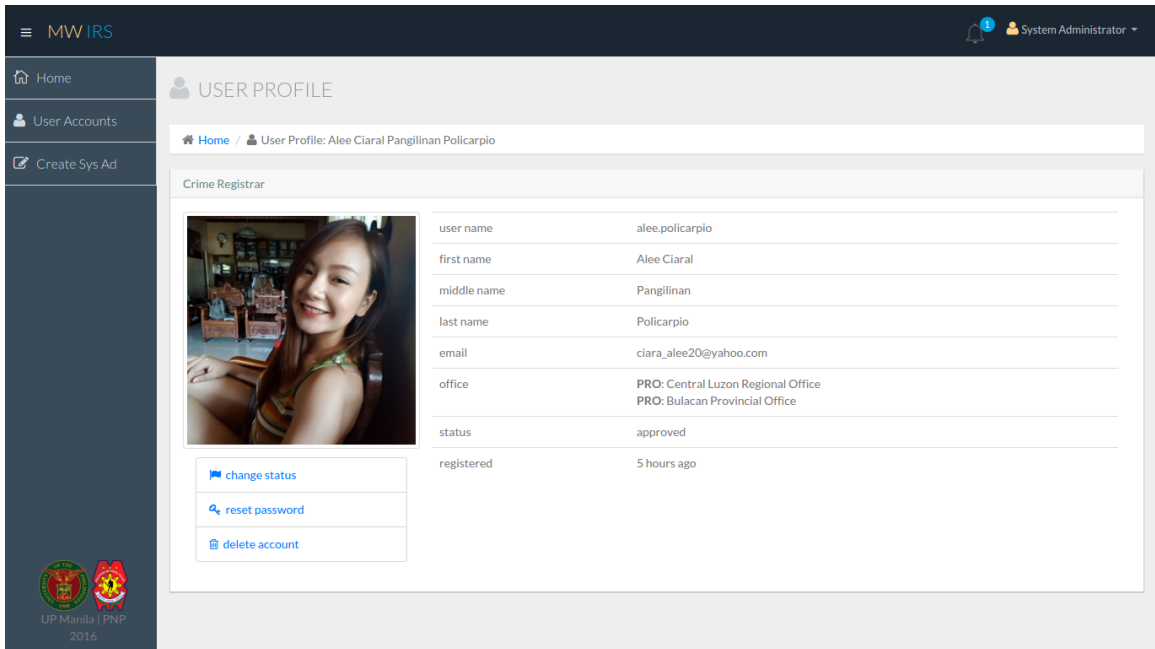 ≡ MWIRS
1
System Administrator
Home
User Accounts
Create Sys Ad
USER PROFILE
Home / User Profile: Alee Ciaral Pangilinan Policarpio
Crime Registrar
user name alee.policarpio
first name Alee Ciaral
middle name Pangilinan
last name Policarpio
email ciara_alee20@yahoo.com
office PRO: Central Luzon Regional Office
PRO: Bulacan Provincial Office
status approved
registered 5 hours ago
change status
reset password
delete account
UP Manila | PNP
2016